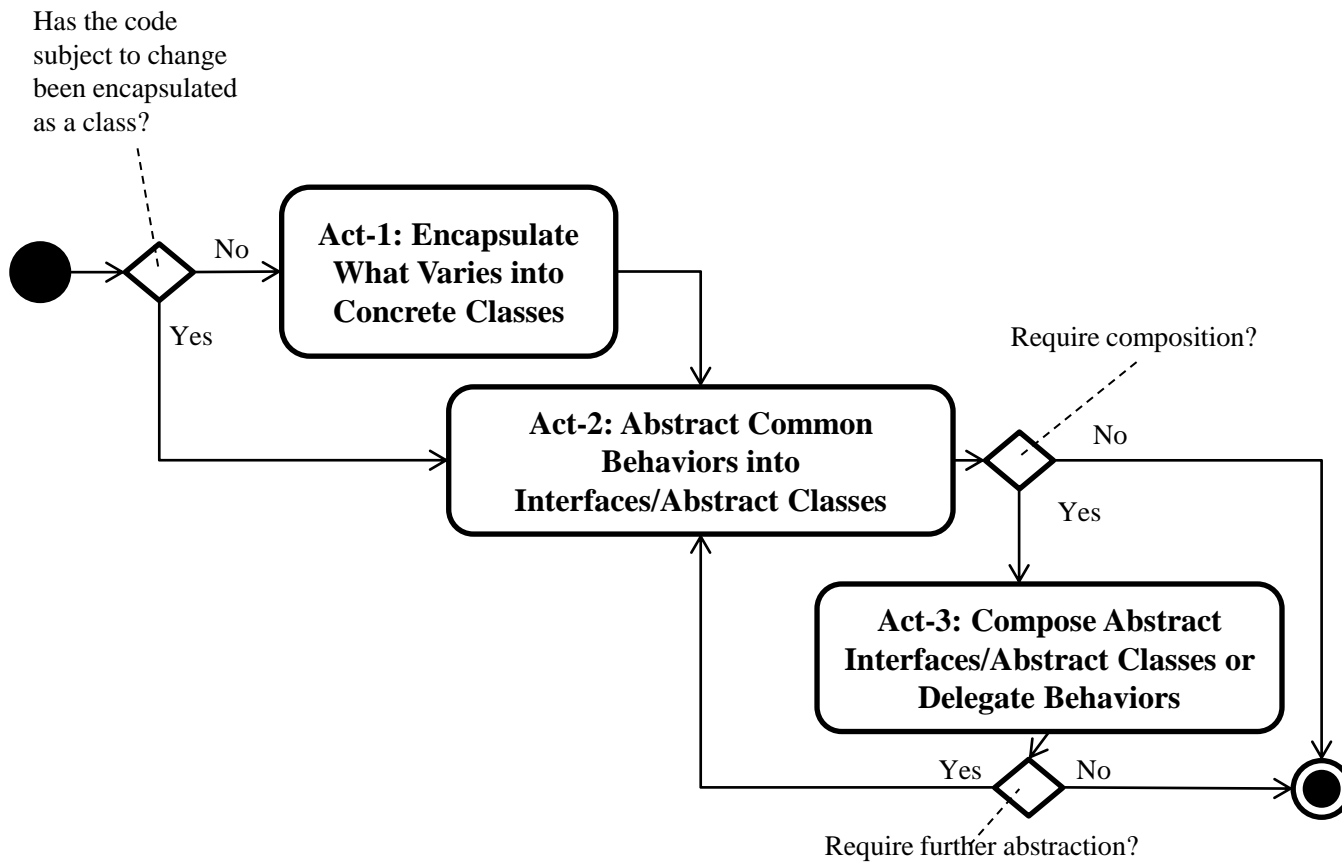 Has the code
subject to change
been encapsulated
as a class?
No
Act-1: Encapsulate
What Varies into
Concrete Classes
Yes
Require composition?
Act-2: Abstract Common
Behaviors into
Interfaces/Abstract Classes
No
Yes
Act-3: Compose Abstract
Interfaces/Abstract Classes or
Delegate Behaviors
Yes
No
Require further abstraction?